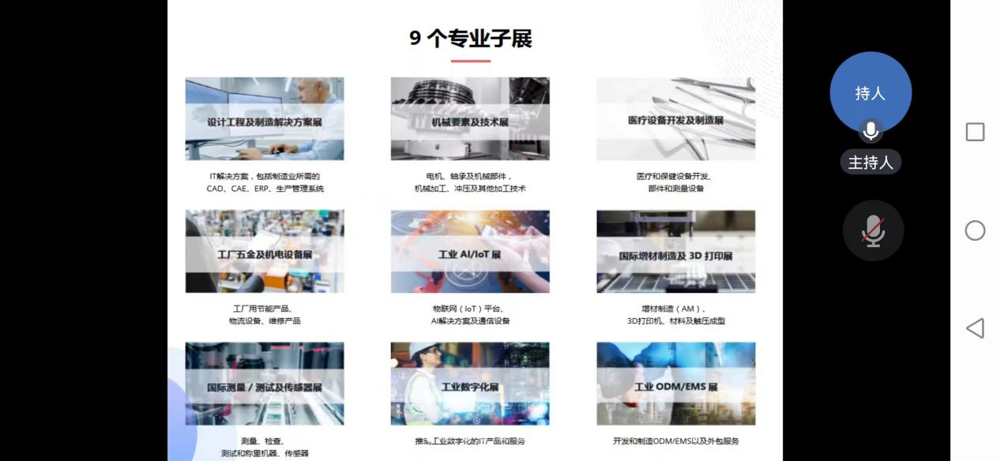 9 个专业子展
设计工程及制造解决方案展
IT解决方案，包括制造业所需的
CAD、CAE、ERP、生产管理系统
机械要素及技术展
电机、轴承及机械部件，
机械加工、冲压及其他加工技术
医疗设备开发及制造展
医疗和保健设备开发、
部件和测量设备
工厂五金及机电设备展
工厂用节能产品、
物流设备、维修产品
工业 AI/IoT 展
物联网（IoT）平台、
AI解决方案及通信设备
国际增材制造及 3D 打印展
增材制造（AM）、
3D打印机、材料及触压成型
国际测量 / 测试及传感器展
测量、检查、
测试和称重机器、传感器
工业数字化展
推动工业数字化的IT产品和服务
工业 ODM/EMS 展
开发和制造ODM/EMS以及外包服务
持人
主持人